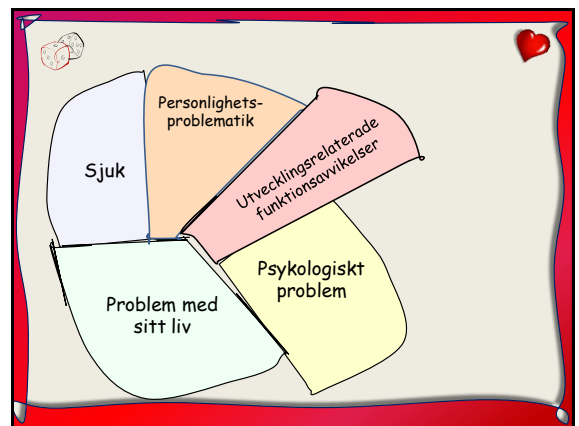 Personlighets-
problematik
Sjuk
Utvecklingsrelaterade
funktionsavvikelser
Psykologiskt
problem
Problem med
sitt liv